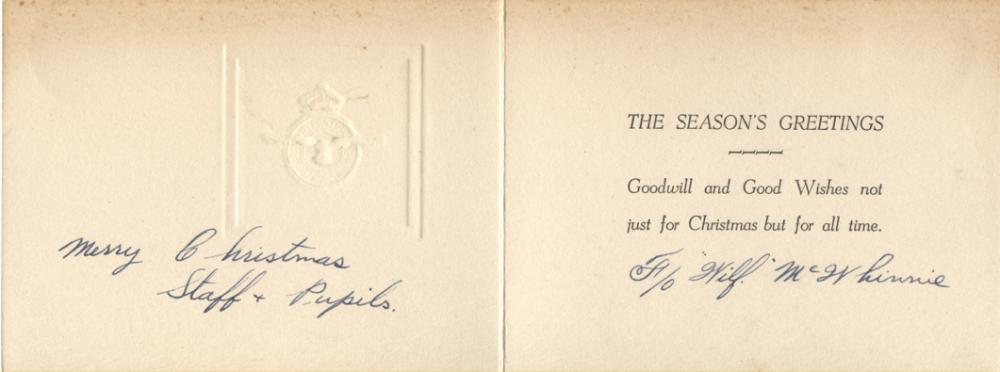 Merry Christmas
Staff + Pupils.
THE SEASON'S GREETINGS
Goodwill and Good Wishes not
just for Christmas but for all time.
F/o "Wilf." McWhinnie